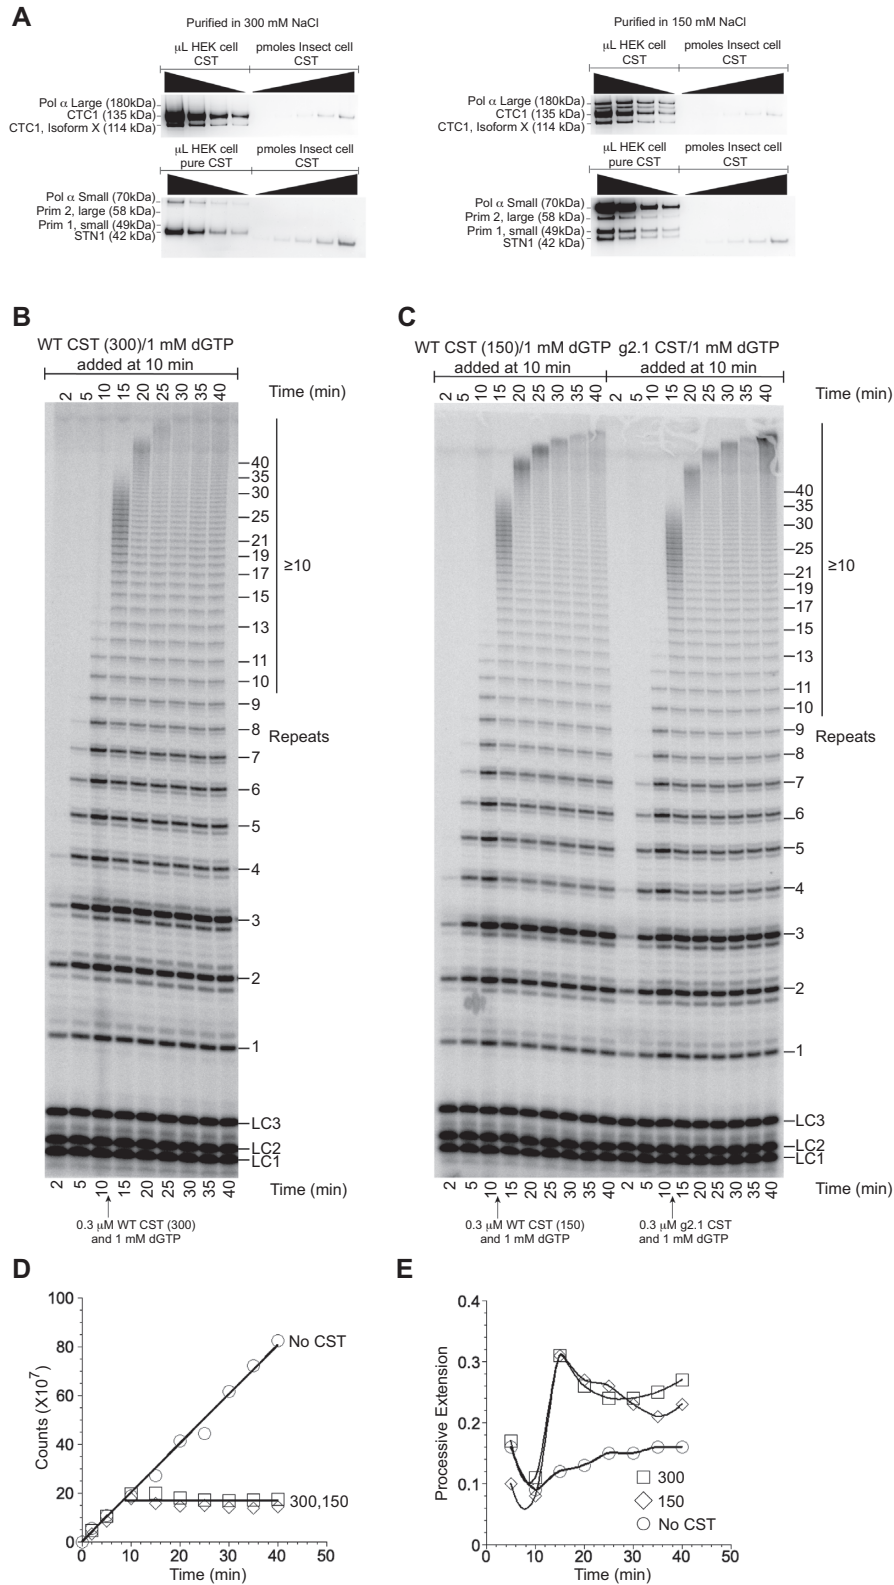 A
Purified in 300 mM NaCl
µL HEK cell CST
pmoles Insect cell CST
Pol α Large (180kDa)
CTC1 (135 kDa)
CTC1, Isoform X (114 kDa)
µL HEK cell pure CST
pmoles Insect cell CST
Pol α Small (70kDa)
Prim 2, large (58 kDa)
Prim 1, small (49kDa)
STN1 (42 kDa)
Purified in 150 mM NaCl
µL HEK cell CST
pmoles Insect cell CST
Pol α Large (180kDa)
CTC1 (135 kDa)
CTC1, Isoform X (114 kDa)
µL HEK cell pure CST
pmoles Insect cell CST
Pol α Small (70kDa)
Prim 2, large (58 kDa)
Prim 1, small (49kDa)
STN1 (42 kDa)
B
WT CST (300)/1 mM dGTP
added at 10 min
2 5 10 15 20 25 30 35 40 Time (min)
40
35
30
25
21
19
17
15
13
11
10
9
8
7
6
5
4
3
2
1
LC3
LC2
LC1
≥10
Repeats
2 5 10 15 20 25 30 35 40 Time (min)
0.3 µM WT CST (300)
and 1 mM dGTP
C
WT CST (150)/1 mM dGTP
added at 10 min
g2.1 CST/1 mM dGTP
added at 10 min
2 5 10 15 20 25 30 35 40 2 5 10 15 20 25 30 35 40 Time (min)
40
35
30
25
21
19
17
15
13
11
10
9
8
7
6
5
4
3
2
1
LC3
LC2
LC1
≥10
Repeats
2 5 10 15 20 25 30 35 40 2 5 10 15 20 25 30 35 40 Time (min)
0.3 µM WT CST (150)
and 1 mM dGTP
0.3 µM g2.1 CST
and 1 mM dGTP
D
Counts (X10⁷)
100
80
60
40
20
0
0 10 20 30 40 50
Time (min)
No CST
300,150
E
Processive Extension
0.4
0.3
0.2
0.1
0
0 10 20 30 40 50
Time (min)
300
150
No CST